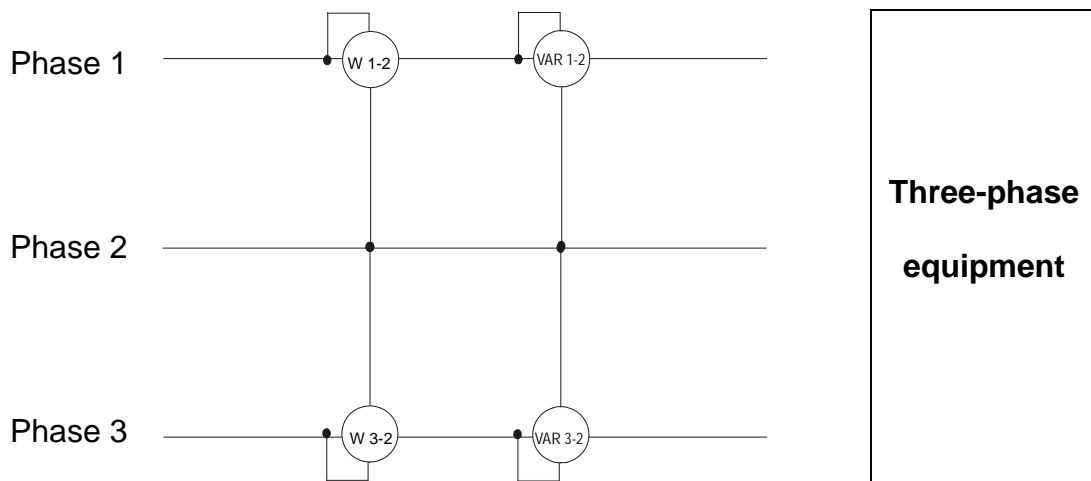 Phase 1
W 1-2
VAR 1-2
Three-phase
equipment
Phase 2
Phase 3
W 3-2
VAR 3-2